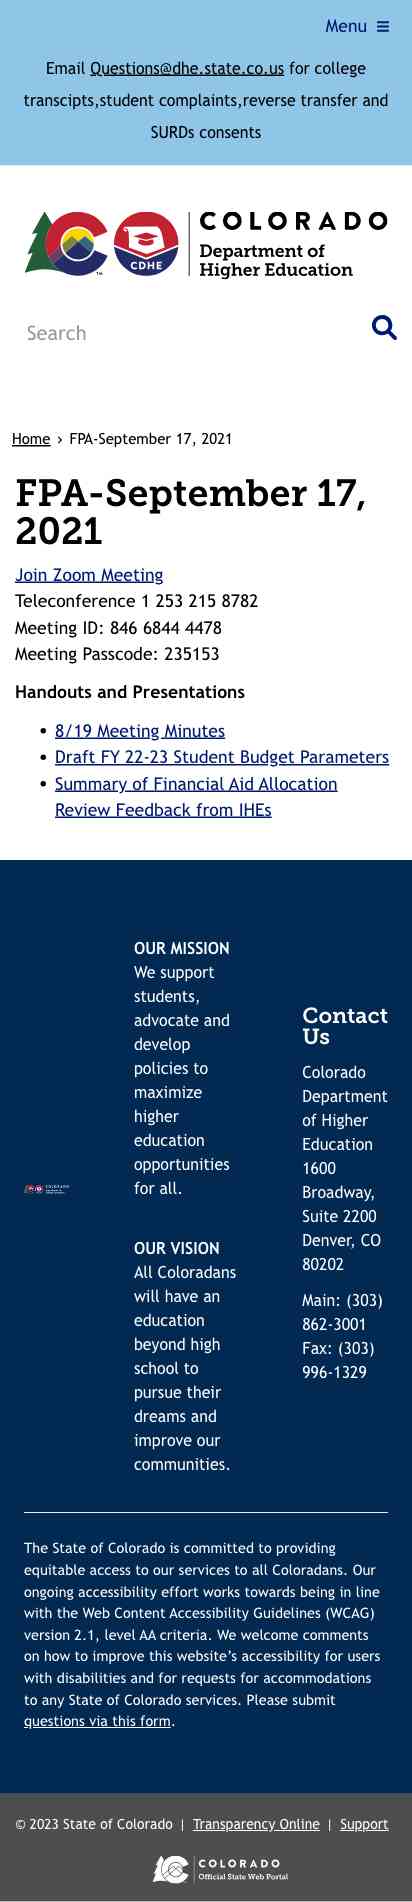 Menu
Email Questions@dhe.state.co.us for college
transcipts,student complaints,reverse transfer and
SURDs consents
COLORADO
Department of
Higher Education
CDHE
TM
Search
Home › FPA-September 17, 2021
FPA-September 17,
2021
Join Zoom Meeting
Teleconference 1 253 215 8782
Meeting ID: 846 6844 4478
Meeting Passcode: 235153
Handouts and Presentations
• 8/19 Meeting Minutes
• Draft FY 22-23 Student Budget Parameters
• Summary of Financial Aid Allocation
Review Feedback from IHEs
COLORADO
OUR MISSION
We support
students,
advocate and
develop
policies to
maximize
higher
education
opportunities
for all.
OUR VISION
All Coloradans
will have an
education
beyond high
school to
pursue their
dreams and
improve our
communities.
Contact
Us
Colorado
Department
of Higher
Education
1600
Broadway,
Suite 2200
Denver, CO
80202
Main: (303)
862-3001
Fax: (303)
996-1329
The State of Colorado is committed to providing
equitable access to our services to all Coloradans. Our
ongoing accessibility effort works towards being in line
with the Web Content Accessibility Guidelines (WCAG)
version 2.1, level AA criteria. We welcome comments
on how to improve this website’s accessibility for users
with disabilities and for requests for accommodations
to any State of Colorado services. Please submit
questions via this form.
© 2023 State of Colorado | Transparency Online | Support
COLORADO
Official State Web Portal